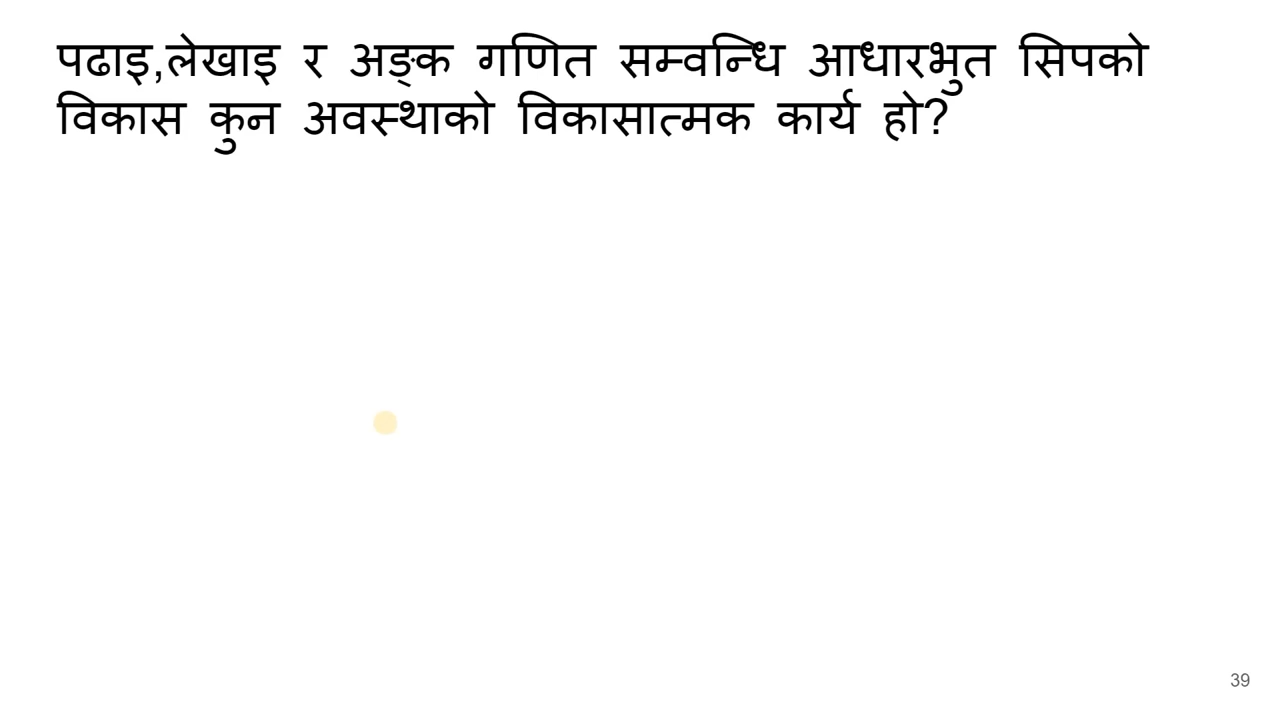 पढाइ,लेखाइ र अङ्क गणित सम्वन्धि आधारभुत सिपको
विकास कुन अवस्थाको विकासात्मक कार्य हो?
39